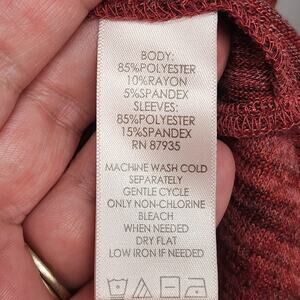 BODY:
85%POLYESTER
10%RAYON
5%SPANDEX
SLEEVES:
85%POLYESTER
15%SPANDEX
RN 87935
MACHINE WASH COLD
SEPARATELY
GENTLE CYCLE
ONLY NON-CHLORINE
BLEACH
WHEN NEEDED
DRY FLAT
LOW IRON IF NEEDED